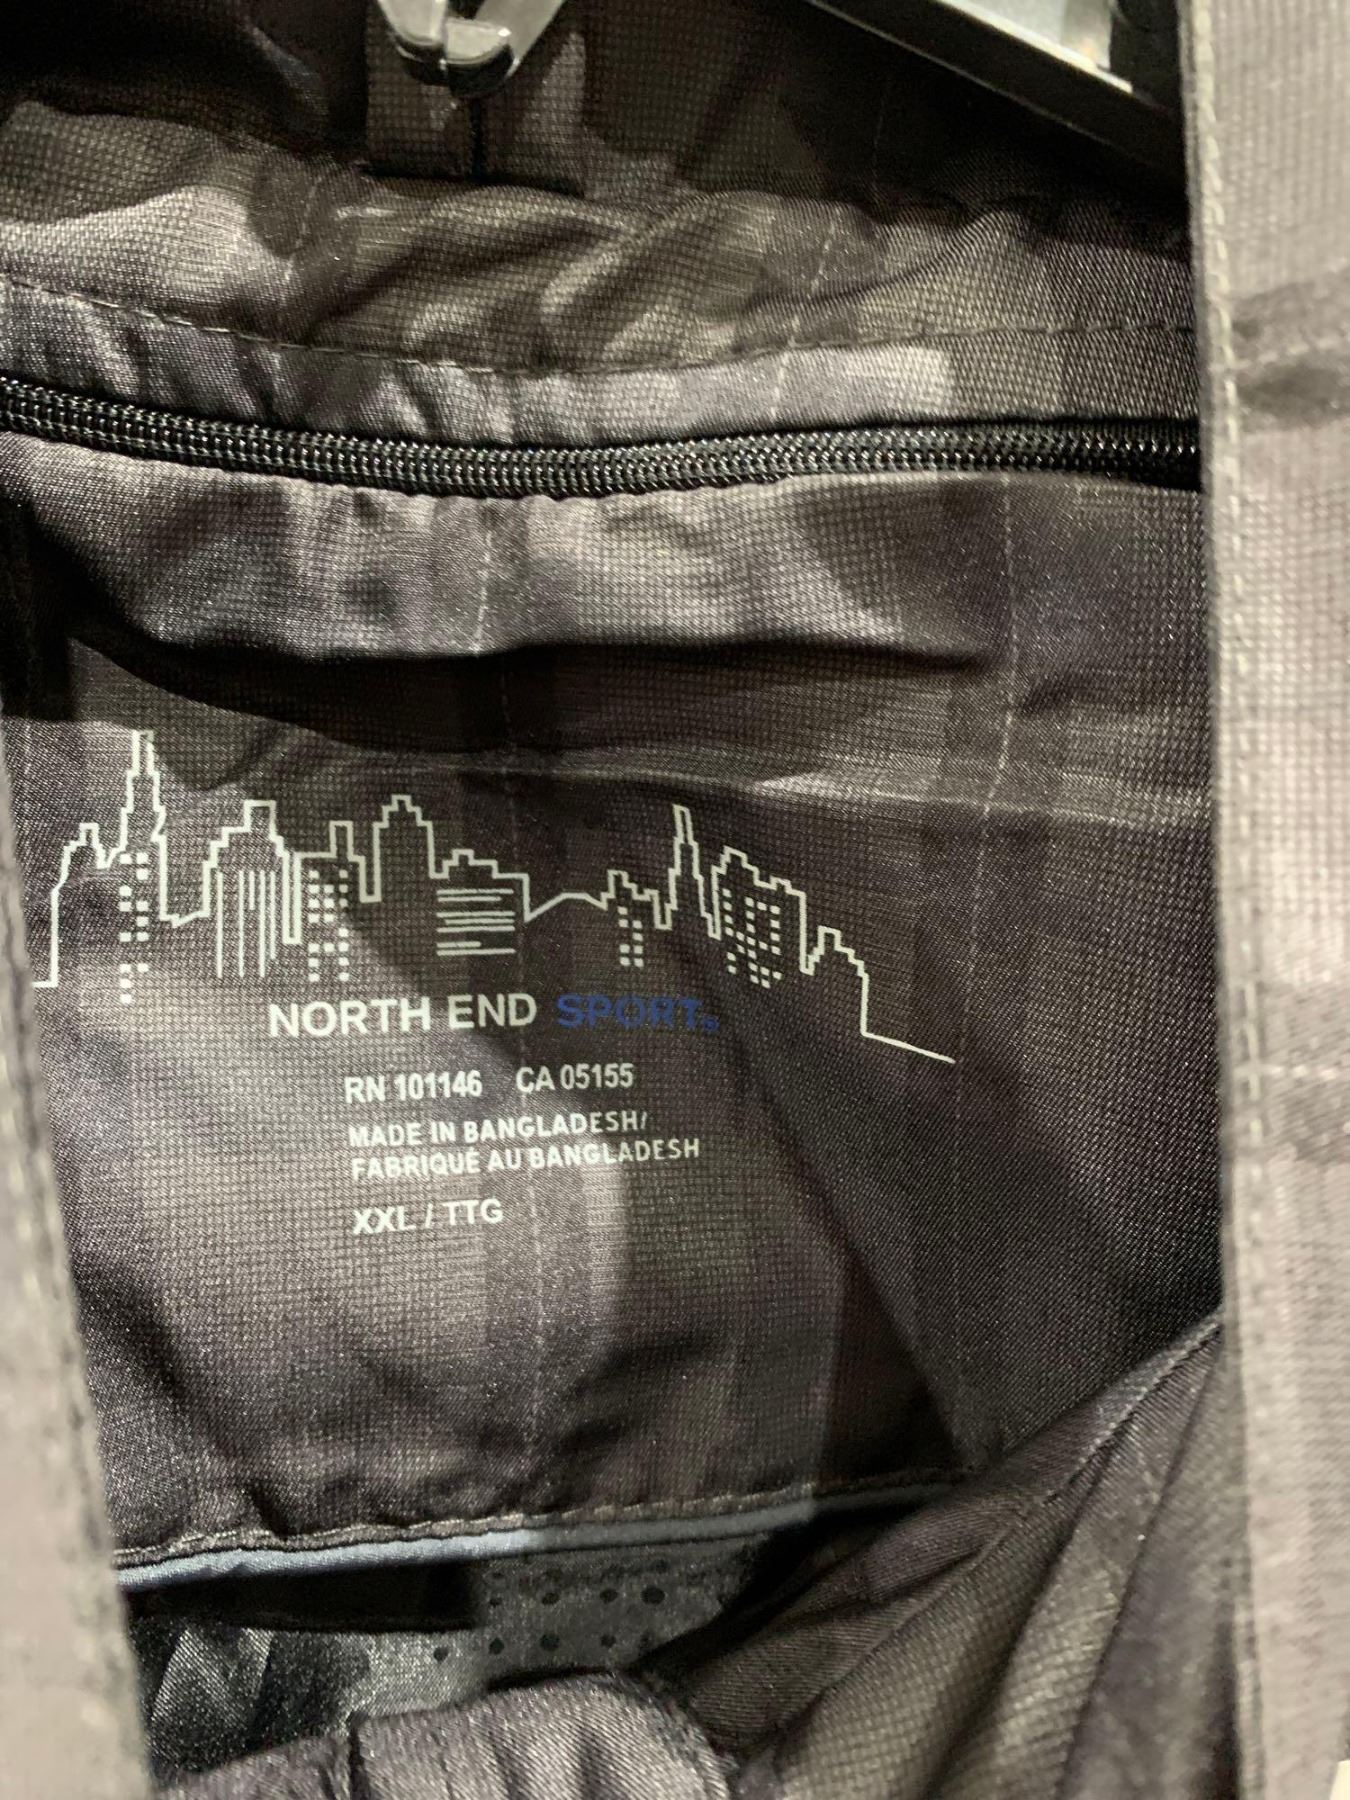 NORTH END SPORT.
RN 101146 CA 05155
MADE IN BANGLADESH/
FABRIQUÉ AU BANGLADESH
XXL / TTG